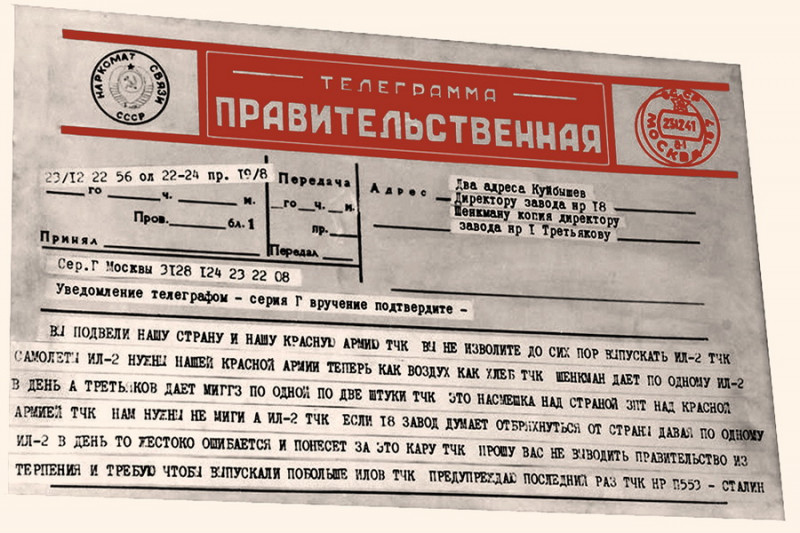 НАРКОМАТ СВЯЗИ
СССР
ТЕЛЕГРАММА
ПРАВИТЕЛЬСТВЕННАЯ
МОСКВА
23/12 22 56 ол 22-24 пр. 19/8
го ч. м.
Пров. бл. 1
Принял
Передача
го ч. м.
пр.
Передал
Адрес
Два адреса Куйбышев
Директору завода нр 18
Шенкману копия директору
завода нр I Третьякову
Сер.Г Москвы 3128 124 23 22 08
Уведомление телеграфом - серия Г вручение подтвердите -
ВЫ ПОДВЕЛИ НАШУ СТРАНУ И НАШУ КРАСНУЮ АРМИЮ ТЧК ВЫ НЕ ИЗВОЛИТЕ ДО СИХ ПОР ВЫПУСКАТЬ ИЛ-2 ТЧК
САМОЛЕТЫ ИЛ-2 НУЖНЫ НАШЕЙ КРАСНОЙ АРМИИ ТЕПЕРЬ КАК ВОЗДУХ КАК ХЛЕБ ТЧК ШЕНКМАН ДАЕТ ПО ОДНОМУ ИЛ-2
В ДЕНЬ А ТРЕТЬЯКОВ ДАЕТ МИГГЗ ПО ОДНОЙ ПО ДВЕ ШТУКИ ТЧК ЭТО НАСМЕШКА НАД СТРАНОЙ ЗПТ НАД КРАСНОЙ
АРМИЕЙ ТЧК НАМ НУЖНЫ НЕ МИГИ А ИЛ-2 ТЧК ЕСЛИ 18 ЗАВОД ДУМАЕТ ОТБРЯХНУТЬСЯ ОТ СТРАНЫ ДАВАЯ ПО ОДНОМУ
ИЛ-2 В ДЕНЬ ТО ЖЕСТОКО ОШИБАЕТСЯ И ПОНЕСЕТ ЗА ЭТО КАРУ ТЧК ПРОШУ ВАС НЕ ВЫВОДИТЬ ПРАВИТЕЛЬСТВО ИЗ
ТЕРПЕНИЯ И ТРЕБУЮ ЧТОБЫ ВЫПУСКАЛИ ПОБОЛЬШЕ ИЛОВ ТЧК ПРЕДУПРЕЖДАЮ ПОСЛЕДНИЙ РАЗ ТЧК НР П553 - СТАЛИН